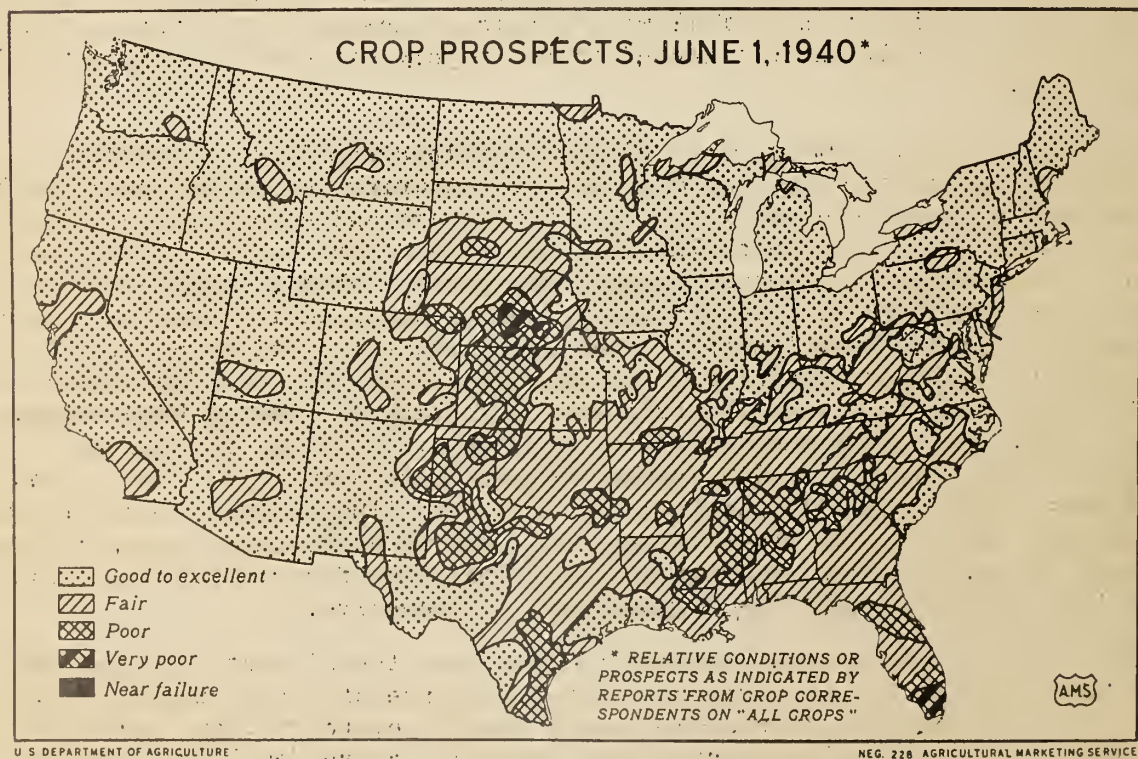 CROP PROSPECTS, JUNE 1, 1940*
Good to excellent
Fair
Poor
Very poor
Near failure
* RELATIVE CONDITIONS OR
PROSPECTS AS INDICATED BY
REPORTS FROM CROP CORRE-
SPONDENTS ON "ALL CROPS"
AMS
U S DEPARTMENT OF AGRICULTURE
NEG. 228 AGRICULTURAL MARKETING SERVICE